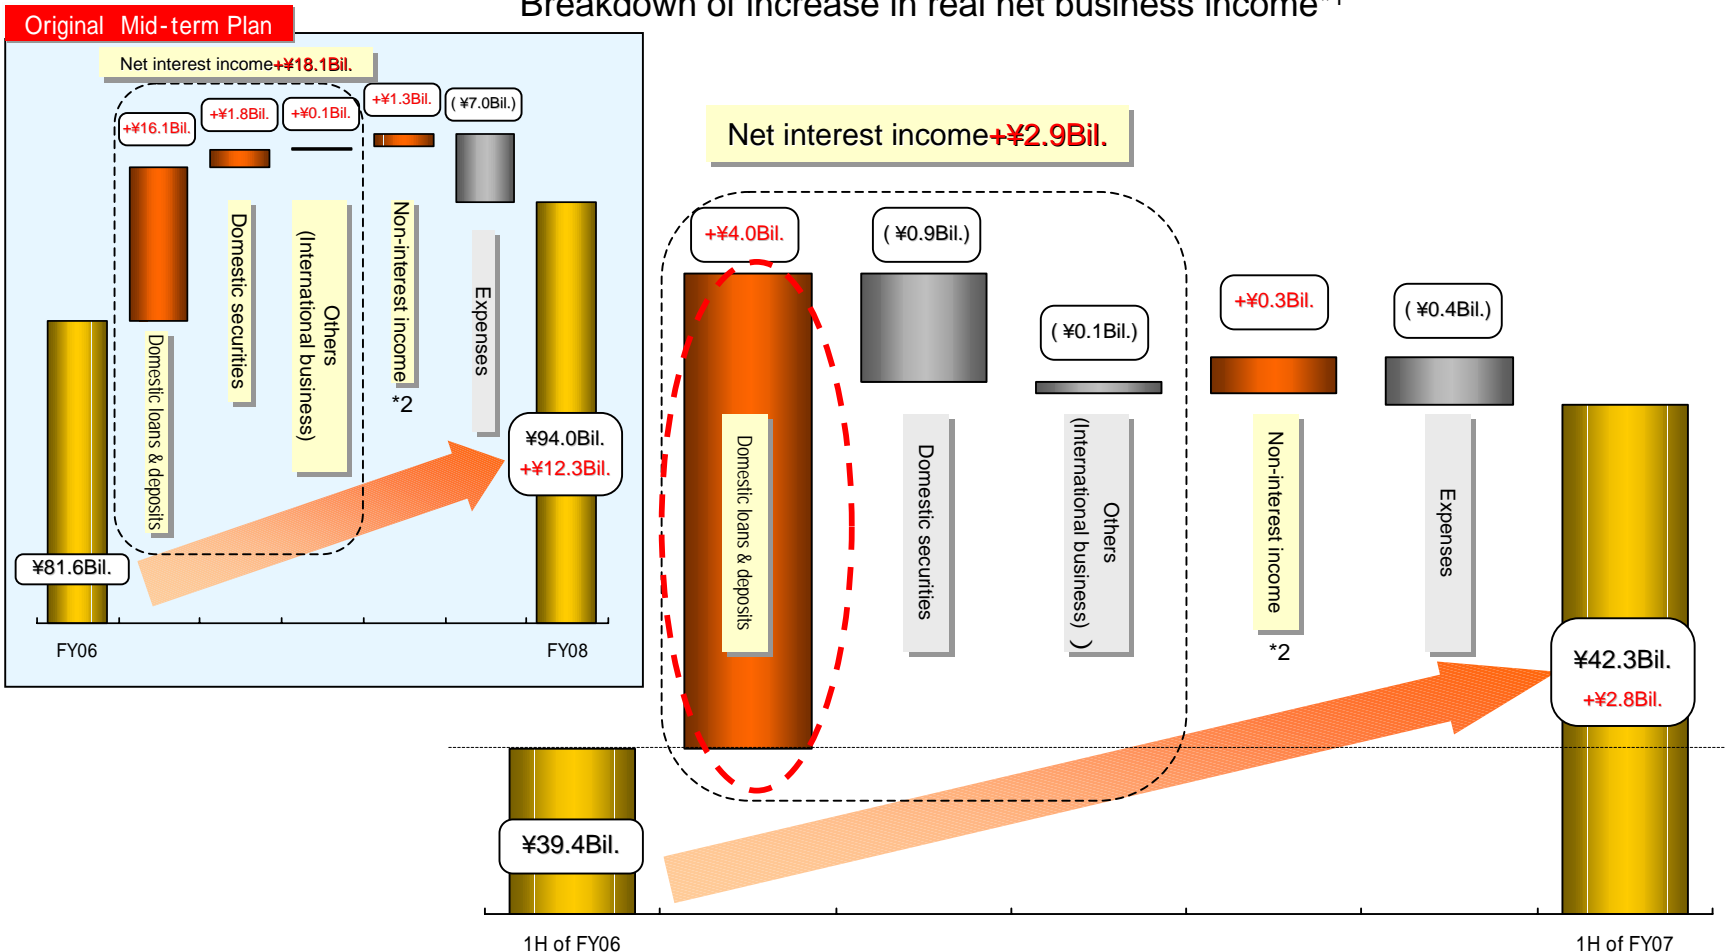 Breakdown of increase in real net business income*1
Original Mid-term Plan
Net interest income+¥18.1Bil.
+¥16.1Bil.
+¥1.8Bil.
+¥0.1Bil.
+¥1.3Bil.
( ¥7.0Bil.)
Domestic loans & deposits
Domestic securities
Others
(International business)
Non-interest income
*2
Expenses
¥81.6Bil.
¥94.0Bil.
+¥12.3Bil.
FY06
FY08
Net interest income+¥2.9Bil.
+¥4.0Bil.
( ¥0.9Bil.)
( ¥0.1Bil.)
+¥0.3Bil.
( ¥0.4Bil.)
Domestic loans & deposits
Domestic securities
Others
(International business) )
Non-interest income
*2
Expenses
¥39.4Bil.
¥42.3Bil.
+¥2.8Bil.
1H of FY06
1H of FY07